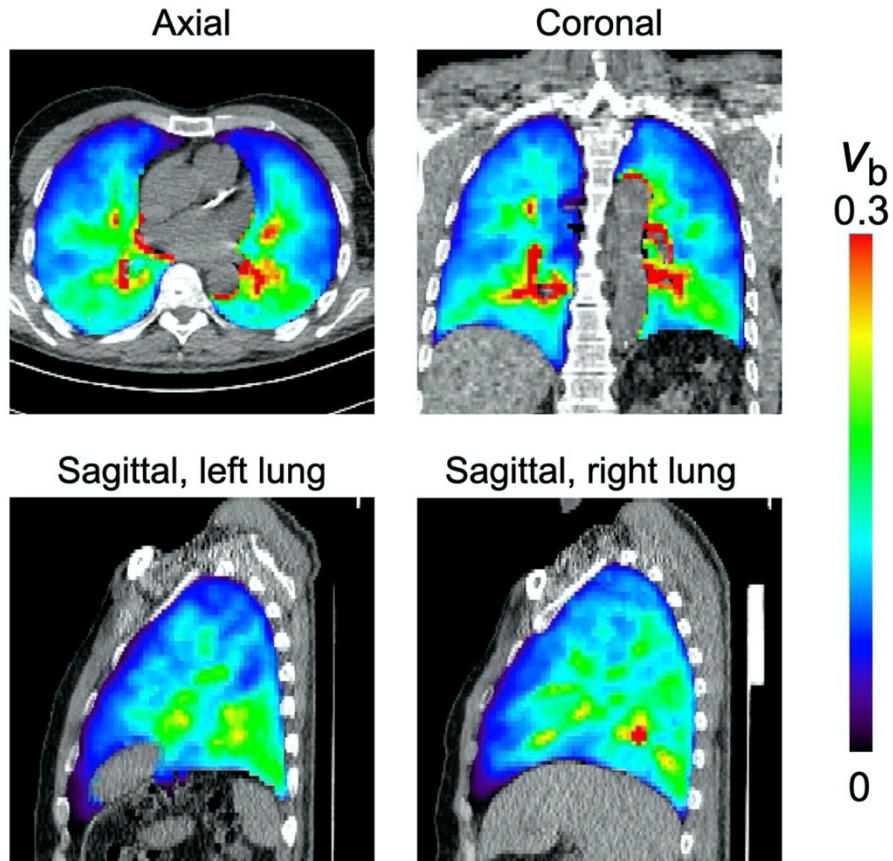 Axial
Coronal
Sagittal, left lung
Sagittal, right lung
vb
0.3
0